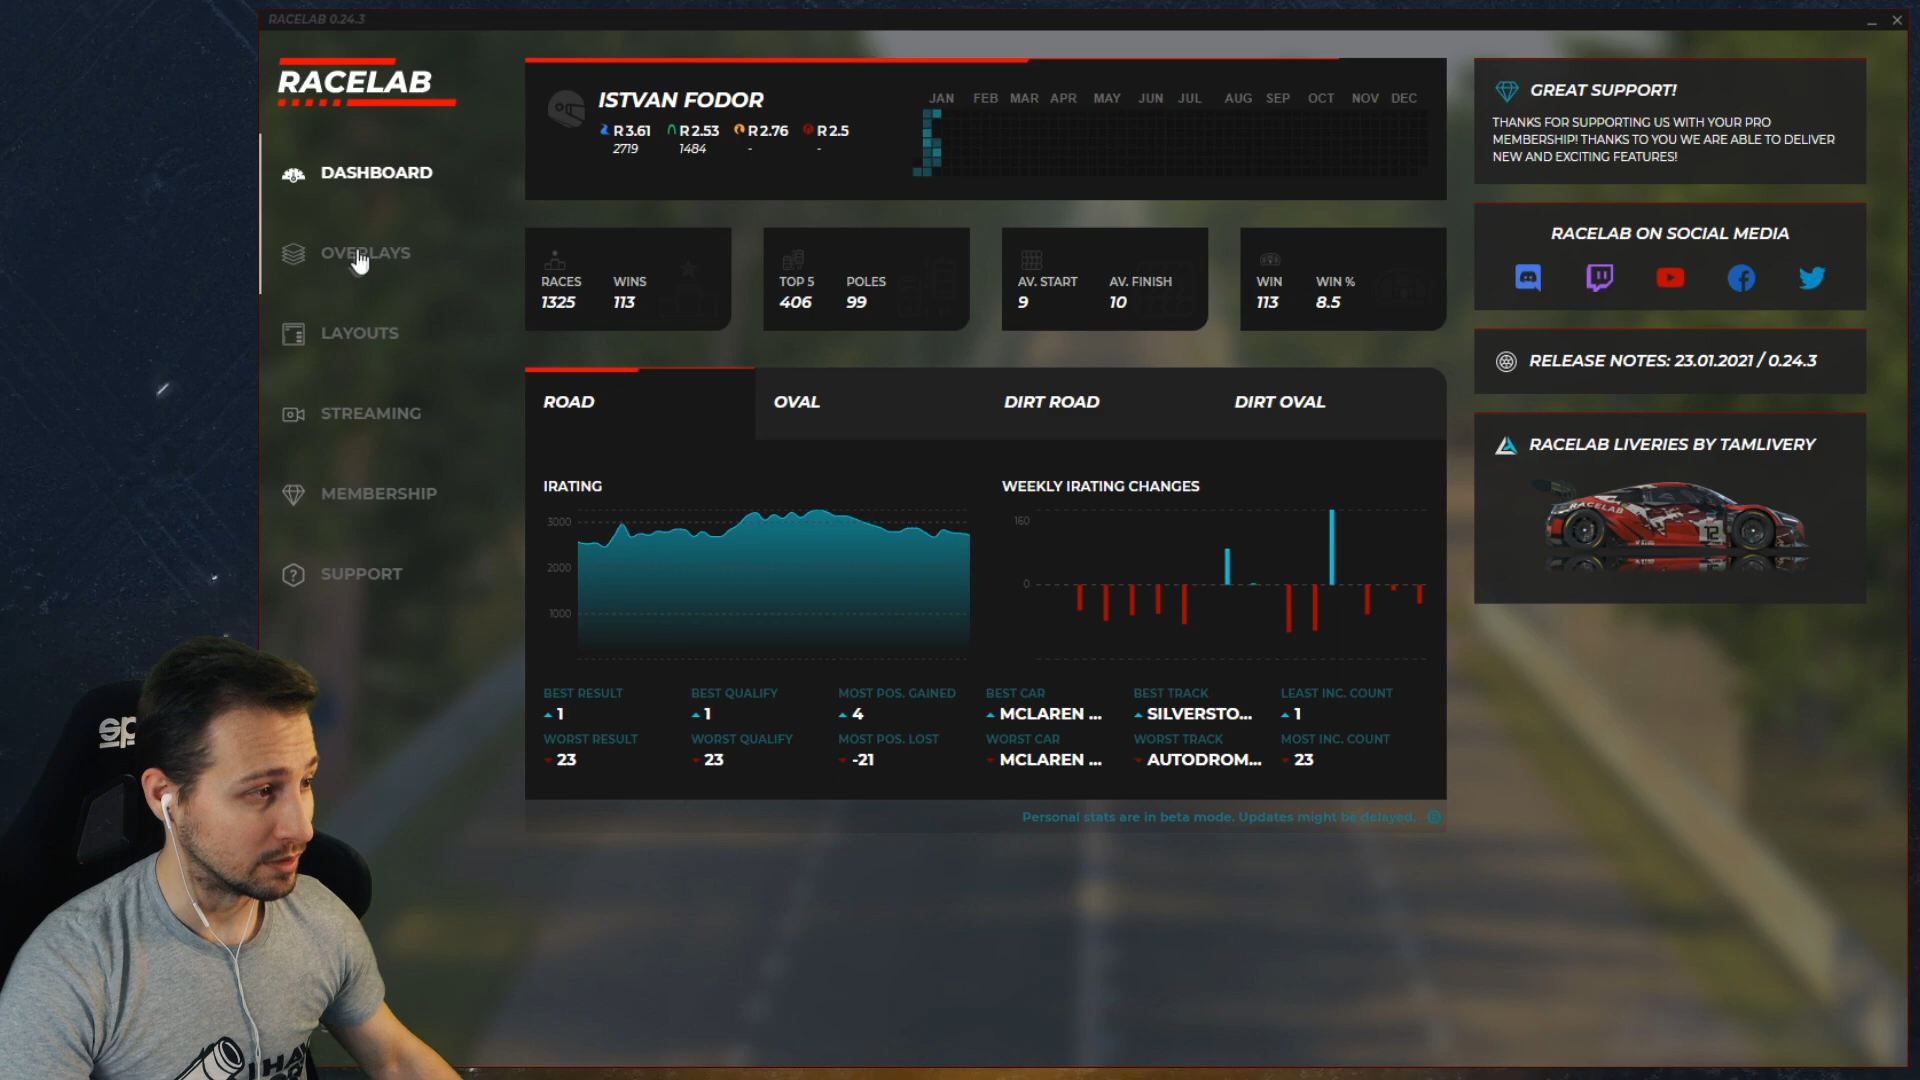 RACELAB 0.24.3
RACELAB
DASHBOARD
OVERLAYS
LAYOUTS
STREAMING
MEMBERSHIP
SUPPORT
ISTVAN FODOR
R 3.61 R 2.53 R 2.76 R 2.5
2719 1484 - -
JAN FEB MAR APR MAY JUN JUL AUG SEP OCT NOV DEC
RACES WINS
1325 113
TOP 5 POLES
406 99
AV. START AV. FINISH
9 10
WIN WIN %
113 8.5
ROAD OVAL DIRT ROAD DIRT OVAL
IRATING
3000
2000
1000
WEEKLY IRATING CHANGES
160
0
BEST RESULT BEST QUALIFY MOST POS. GAINED BEST CAR BEST TRACK LEAST INC. COUNT
1 1 4 MCLAREN ... SILVERSTO... 1
WORST RESULT WORST QUALIFY MOST POS. LOST WORST CAR WORST TRACK MOST INC. COUNT
23 23 -21 MCLAREN ... AUTODROM... 23
Personal stats are in beta mode. Updates might be delayed.
GREAT SUPPORT!
THANKS FOR SUPPORTING US WITH YOUR PRO
MEMBERSHIP! THANKS TO YOU WE ARE ABLE TO DELIVER
NEW AND EXCITING FEATURES!
RACELAB ON SOCIAL MEDIA
RELEASE NOTES: 23.01.2021 / 0.24.3
RACELAB LIVERIES BY TAMLIVERY
RACELAB
12
I HA